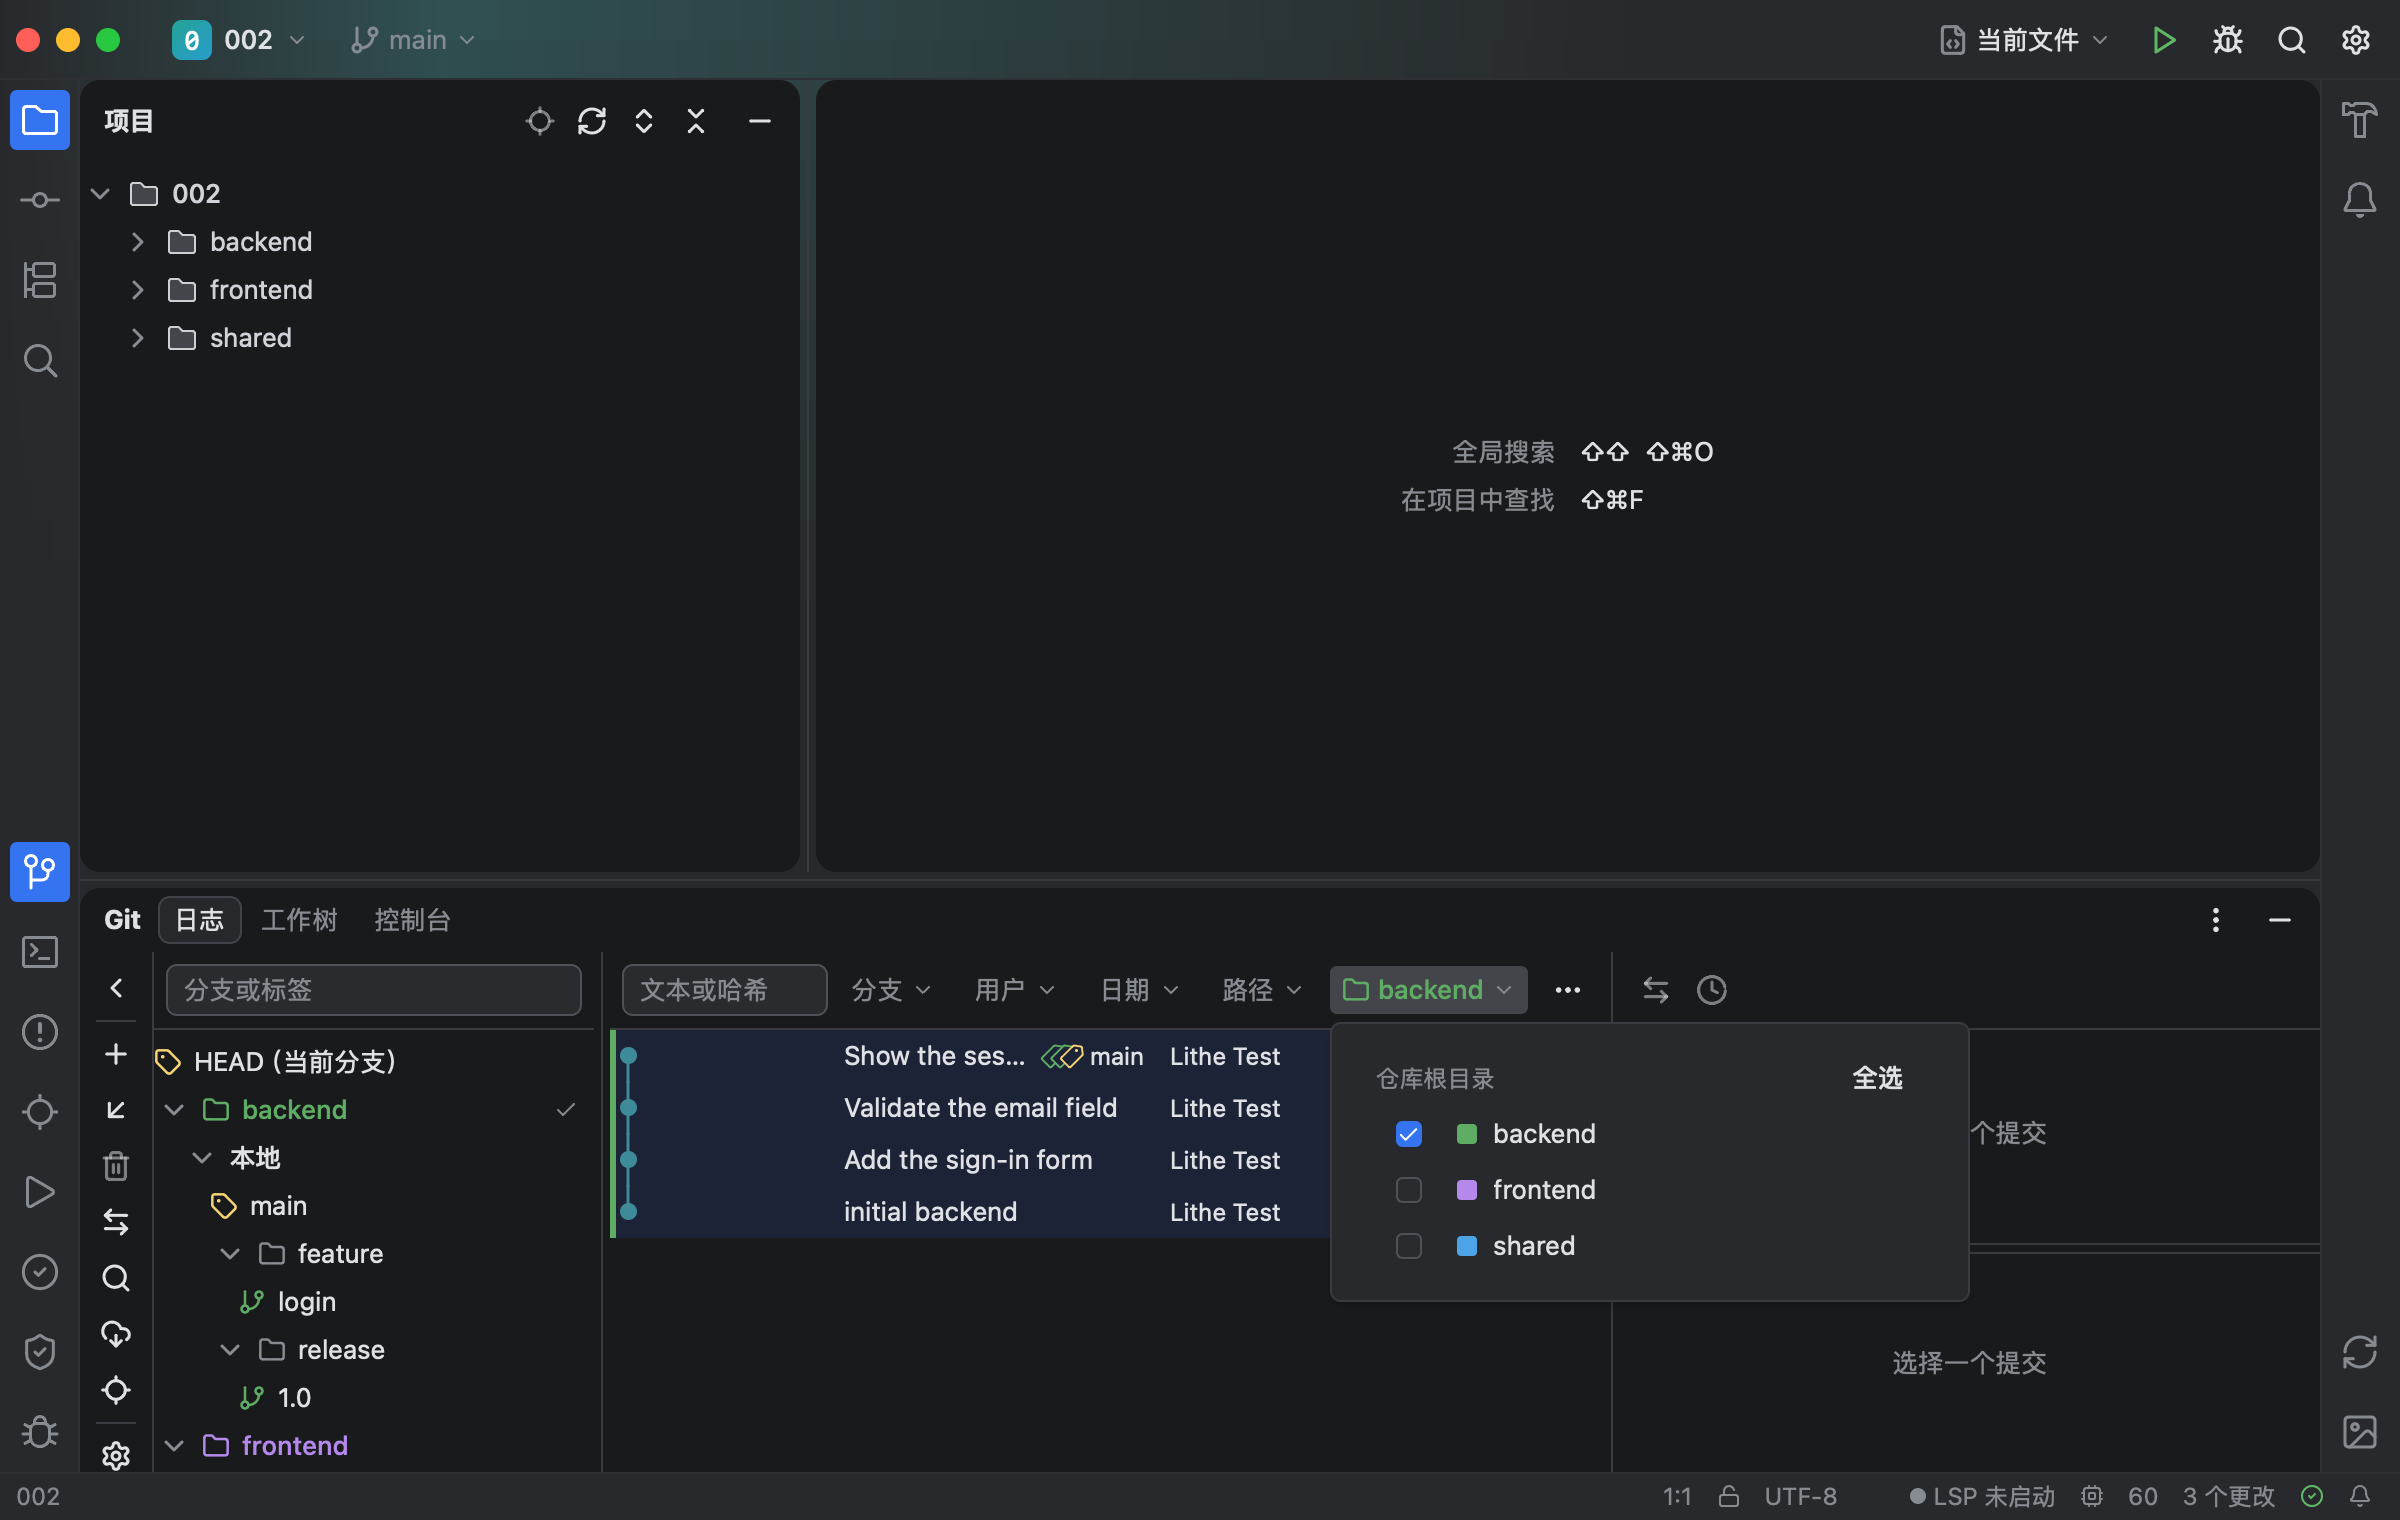 0 002 main 当前文件
项目
002
backend
frontend
shared
全局搜索 ⇧⇧ ⇧⌘O
在项目中查找 ⇧⌘F
Git 日志 工作树 控制台
分支或标签
HEAD (当前分支)
backend
本地
main
feature
login
release
1.0
frontend
文本或哈希 分支 用户 日期 路径 backend
Show the ses... main Lithe Test
Validate the email field Lithe Test
Add the sign-in form Lithe Test
initial backend Lithe Test
仓库根目录 全选
backend
frontend
shared
个提交
选择一个提交
002 1:1 UTF-8 LSP 未启动 60 3 个更改